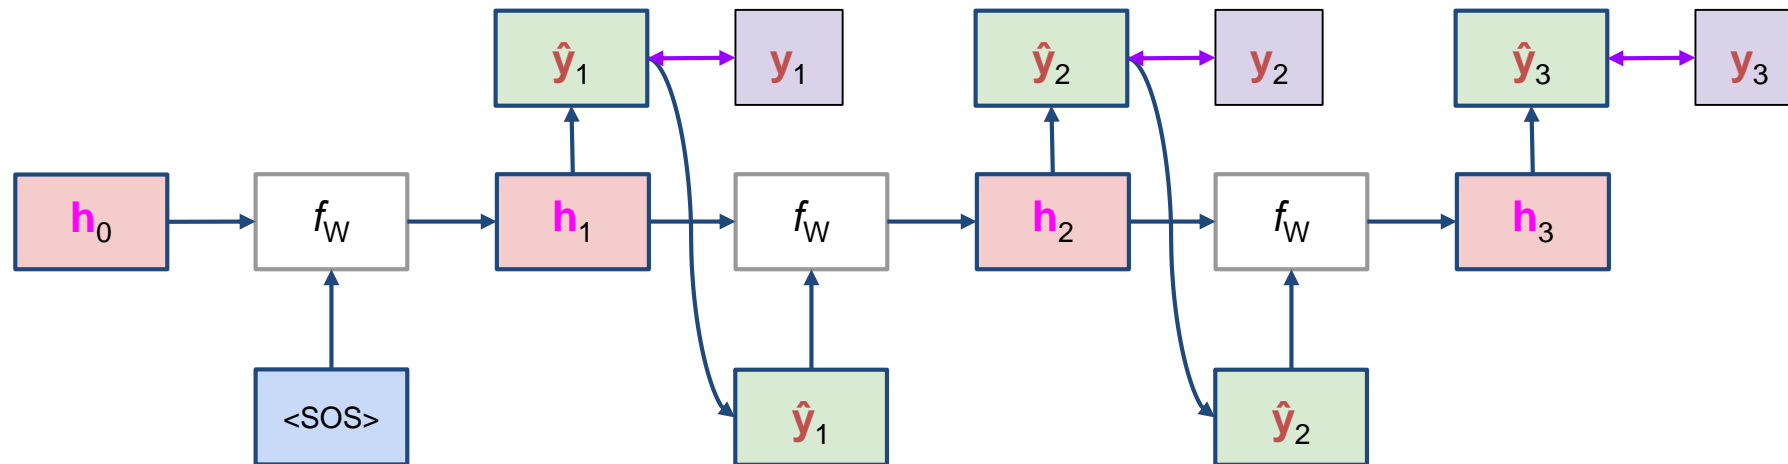 ŷ1 y1 ŷ2 y2 ŷ3 y3
h0 fW h1 fW h2 fW h3
<SOS> ŷ1 ŷ2